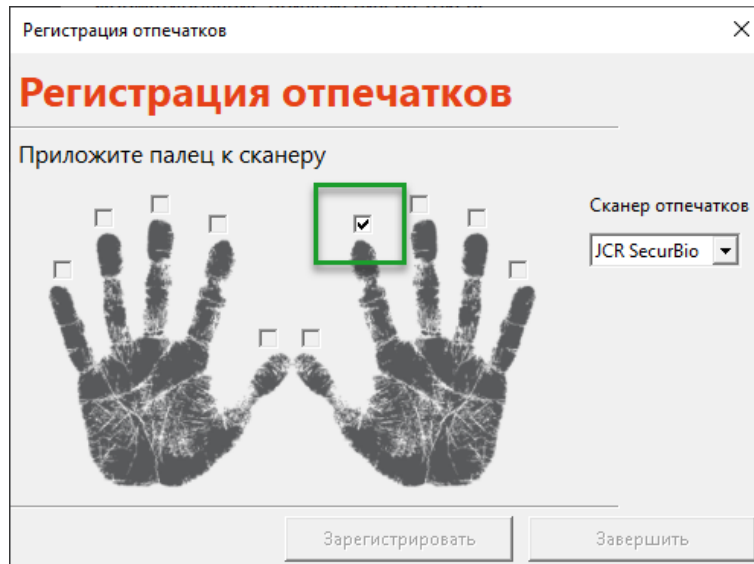 Регистрация отпечатков
Регистрация отпечатков
Приложите палец к сканеру
Сканер отпечатков
JCR SecurBio
Зарегистрировать
Завершить